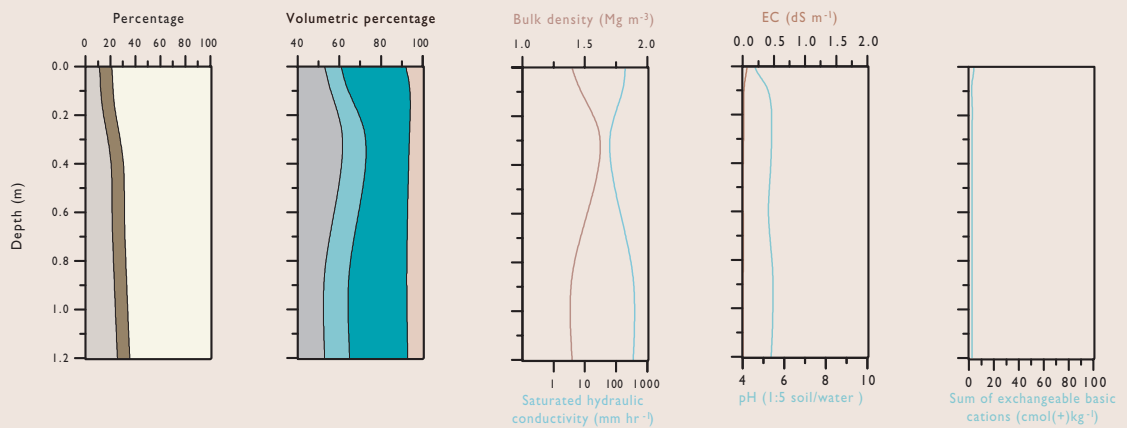 Percentage
0 20 40 60 80 100
Volumetric percentage
40 60 80 100
Bulk density (Mg m⁻³)
1.0 1.5 2.0
EC (dS m⁻¹)
0.0 0.5 1.0 1.5 2.0
Depth (m)
0.0
0.2
0.4
0.6
0.8
1.0
1.2
1 10 100 1000
Saturated hydraulic
conductivity (mm hr⁻¹)
4 6 8 10
pH (1:5 soil/water )
0 20 40 60 80 100
Sum of exchangeable basic
cations (cmol(+)kg⁻¹)